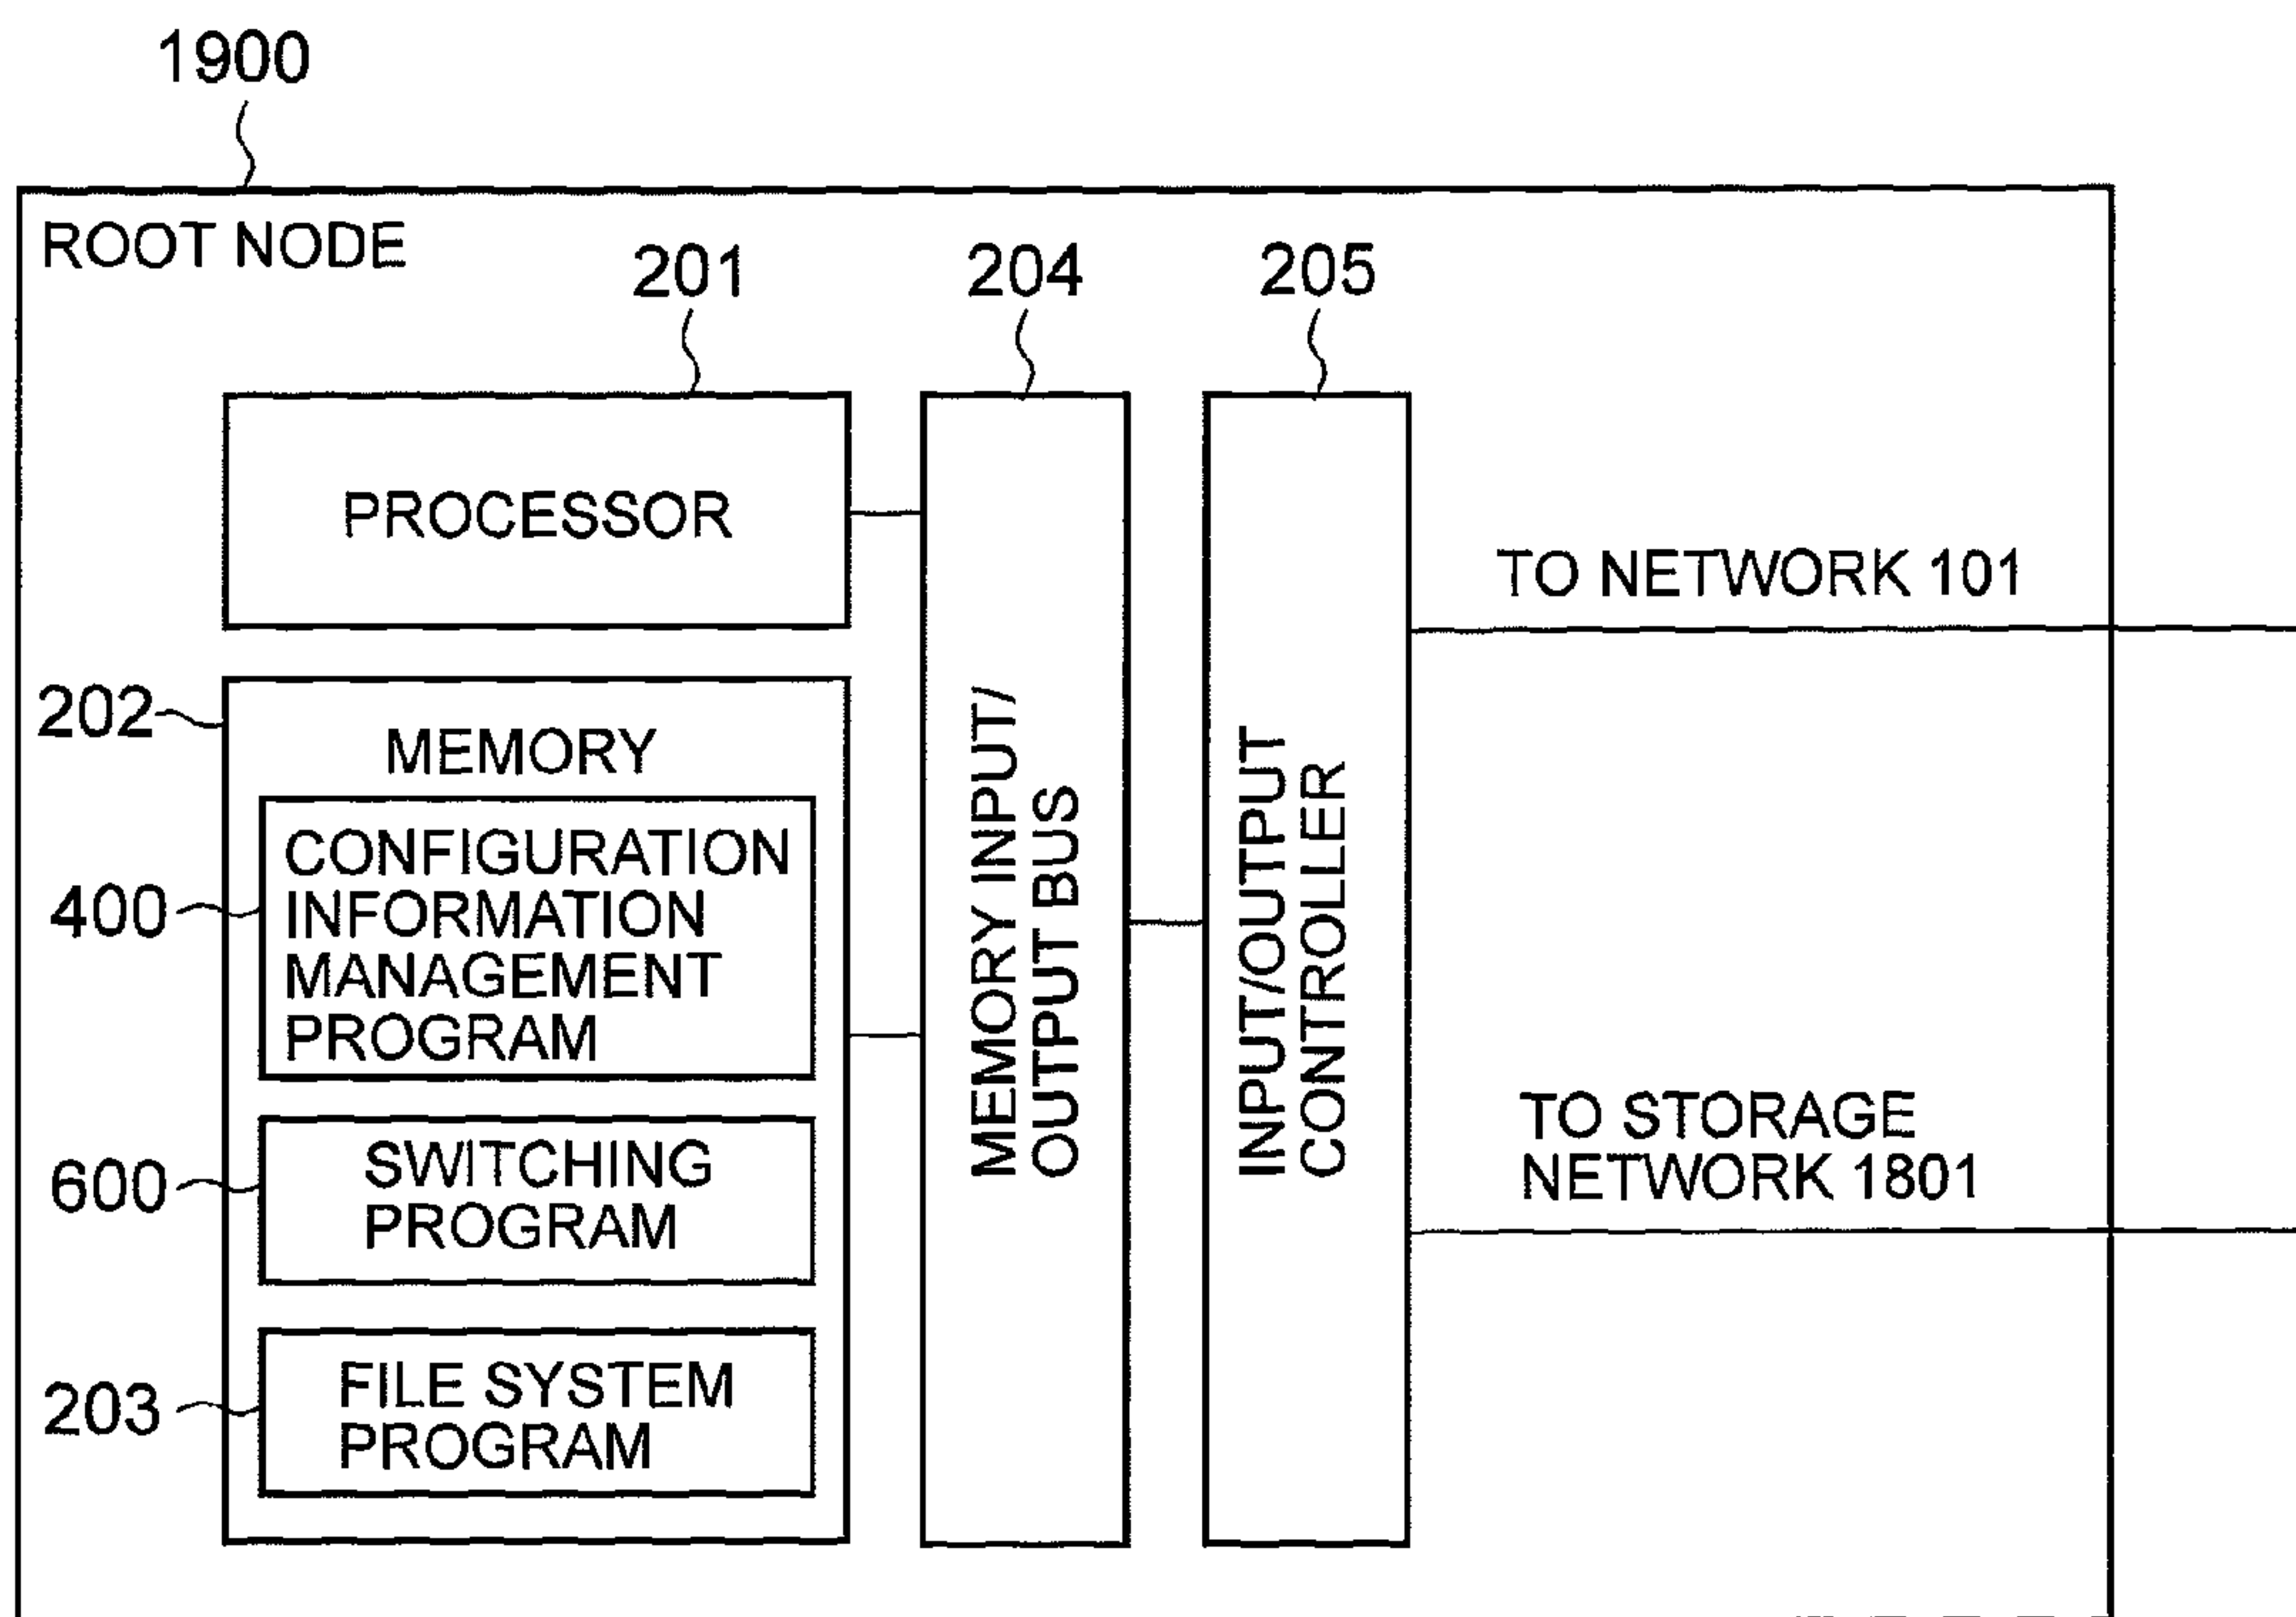 1900
ROOT NODE
201
204
205
PROCESSOR
TO NETWORK 101
202
MEMORY
400
CONFIGURATION
INFORMATION
MANAGEMENT
PROGRAM
600
SWITCHING
PROGRAM
203
FILE SYSTEM
PROGRAM
MEMORY INPUT/
OUTPUT BUS
INPUT/OUTPUT
CONTROLLER
TO STORAGE
NETWORK 1801